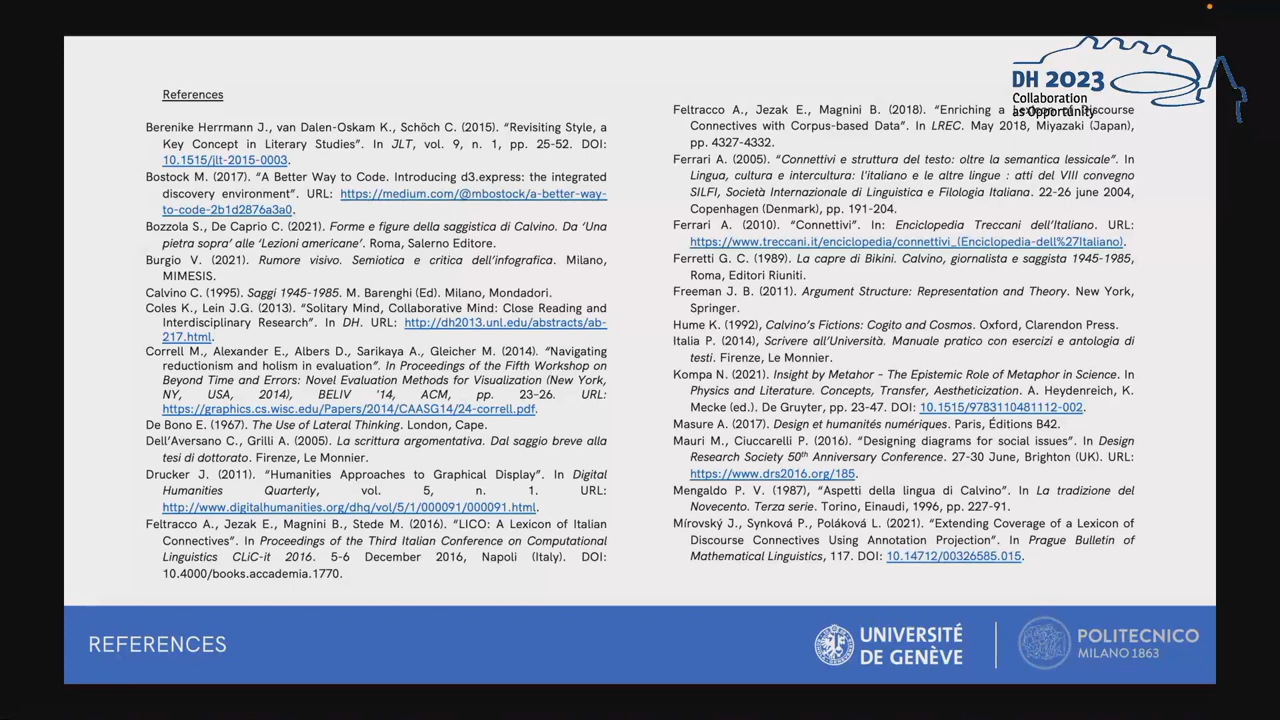 References
Berenike Herrmann J., van Dalen-Oskam K., Schöch C. (2015). “Revisiting Style, a
Key Concept in Literary Studies”. In JLT, vol. 9, n. 1, pp. 25-52. DOI:
10.1515/jlt-2015-0003.
Bostock M. (2017). “A Better Way to Code. Introducing d3.express: the integrated
discovery environment”. URL: https://medium.com/@mbostock/a-better-way-
to-code-2b1d2876a3a0.
Bozzola S., De Caprio C. (2021). Forme e figure della saggistica di Calvino. Da ‘Una
pietra sopra’ alle ‘Lezioni americane’. Roma, Salerno Editore.
Burgio V. (2021). Rumore visivo. Semiotica e critica dell’infografica. Milano,
MIMESIS.
Calvino C. (1995). Saggi 1945-1985. M. Barenghi (Ed). Milano, Mondadori.
Coles K., Lein J.G. (2013). “Solitary Mind, Collaborative Mind: Close Reading and
Interdisciplinary Research”. In DH. URL: http://dh2013.unl.edu/abstracts/ab-
217.html.
Correll M., Alexander E., Albers D., Sarikaya A., Gleicher M. (2014). “Navigating
reductionism and holism in evaluation”. In Proceedings of the Fifth Workshop on
Beyond Time and Errors: Novel Evaluation Methods for Visualization (New York,
NY, USA, 2014), BELIV '14, ACM, pp. 23–26. URL:
https://graphics.cs.wisc.edu/Papers/2014/CAASG14/24-correll.pdf.
De Bono E. (1967). The Use of Lateral Thinking. London, Cape.
Dell’Aversano C., Grilli A. (2005). La scrittura argomentativa. Dal saggio breve alla
tesi di dottorato. Firenze, Le Monnier.
Drucker J. (2011). “Humanities Approaches to Graphical Display”. In Digital
Humanities Quarterly, vol. 5, n. 1. URL:
http://www.digitalhumanities.org/dhq/vol/5/1/000091/000091.html.
Feltracco A., Jezak E., Magnini B., Stede M. (2016). “LICO: A Lexicon of Italian
Connectives”. In Proceedings of the Third Italian Conference on Computational
Linguistics CLiC-it 2016. 5-6 December 2016, Napoli (Italy). DOI:
10.4000/books.accademia.1770.
Feltracco A., Jezak E., Magnini B. (2018). “Enriching a Lexicon of Discourse
Connectives with Corpus-based Data”. In LREC. May 2018, Miyazaki (Japan),
pp. 4327-4332.
Ferrari A. (2005). “Connettivi e struttura del testo: oltre la semantica lessicale”. In
Lingua, cultura e intercultura: l'italiano e le altre lingue : atti del VIII convegno
SILFI, Società Internazionale di Linguistica e Filologia Italiana. 22-26 june 2004,
Copenhagen (Denmark), pp. 191-204.
Ferrari A. (2010). “Connettivi”. In: Enciclopedia Treccani dell’Italiano. URL:
https://www.treccani.it/enciclopedia/connettivi_(Enciclopedia-dell%27Italiano).
Ferretti G. C. (1989). La capre di Bikini. Calvino, giornalista e saggista 1945-1985,
Roma, Editori Riuniti.
Freeman J. B. (2011). Argument Structure: Representation and Theory. New York,
Springer.
Hume K. (1992), Calvino’s Fictions: Cogito and Cosmos. Oxford, Clarendon Press.
Italia P. (2014), Scrivere all’Università. Manuale pratico con esercizi e antologia di
testi. Firenze, Le Monnier.
Kompa N. (2021). Insight by Metahor – The Epistemic Role of Metaphor in Science. In
Physics and Literature. Concepts, Transfer, Aestheticization. A. Heydenreich, K.
Mecke (ed.). De Gruyter, pp. 23-47. DOI: 10.1515/9783110481112-002.
Masure A. (2017). Design et humanités numériques. Paris, Éditions B42.
Mauri M., Ciuccarelli P. (2016). “Designing diagrams for social issues”. In Design
Research Society 50th Anniversary Conference. 27-30 June, Brighton (UK). URL:
https://www.drs2016.org/185.
Mengaldo P. V. (1987), “Aspetti della lingua di Calvino”. In La tradizione del
Novecento. Terza serie. Torino, Einaudi, 1996, pp. 227-91.
Mírovský J., Synková P., Poláková L. (2021). “Extending Coverage of a Lexicon of
Discourse Connectives Using Annotation Projection”. In Prague Bulletin of
Mathematical Linguistics, 117. DOI: 10.14712/00326585.015.
DH 2023
Collaboration
as Opportunity
REFERENCES
UNIVERSITÉ
DE GENÈVE
POLITECNICO
MILANO 1863